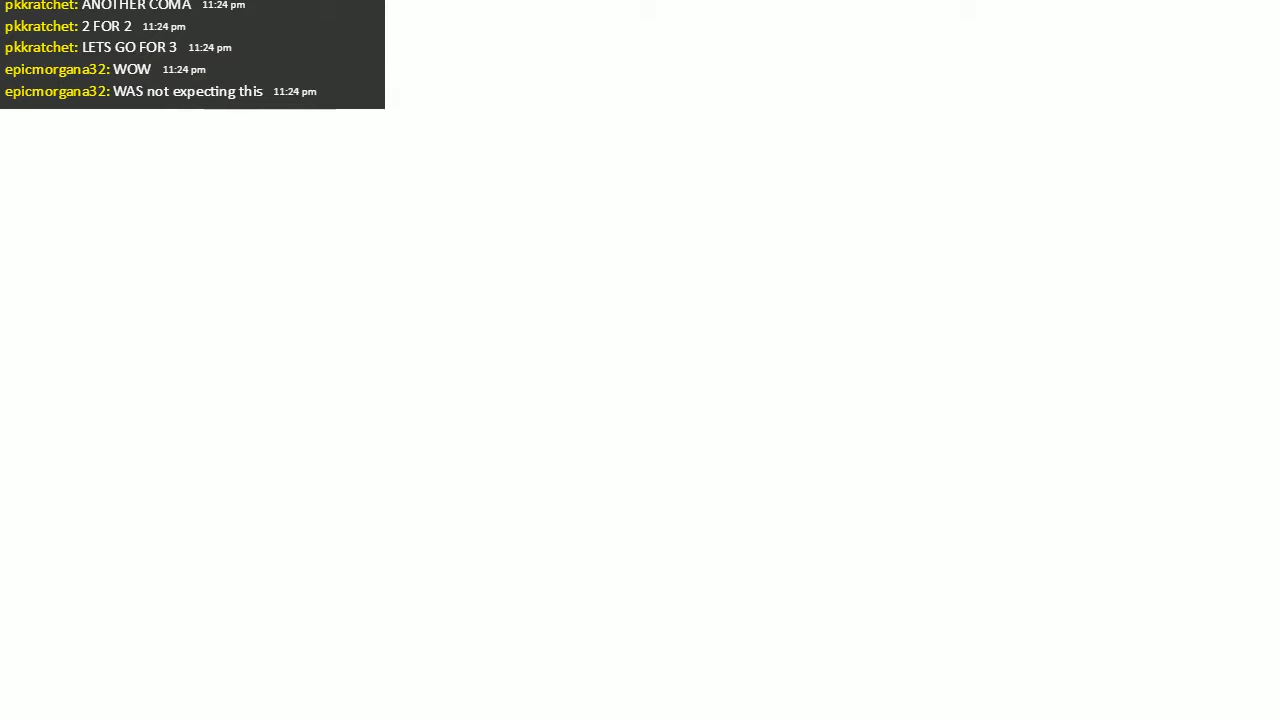 pkkratchet: ANOTHER COMA 11:24 pm
pkkratchet: 2 FOR 2 11:24 pm
pkkratchet: LETS GO FOR 3 11:24 pm
epicmorgana32: WOW 11:24 pm
epicmorgana32: WAS not expecting this 11:24 pm